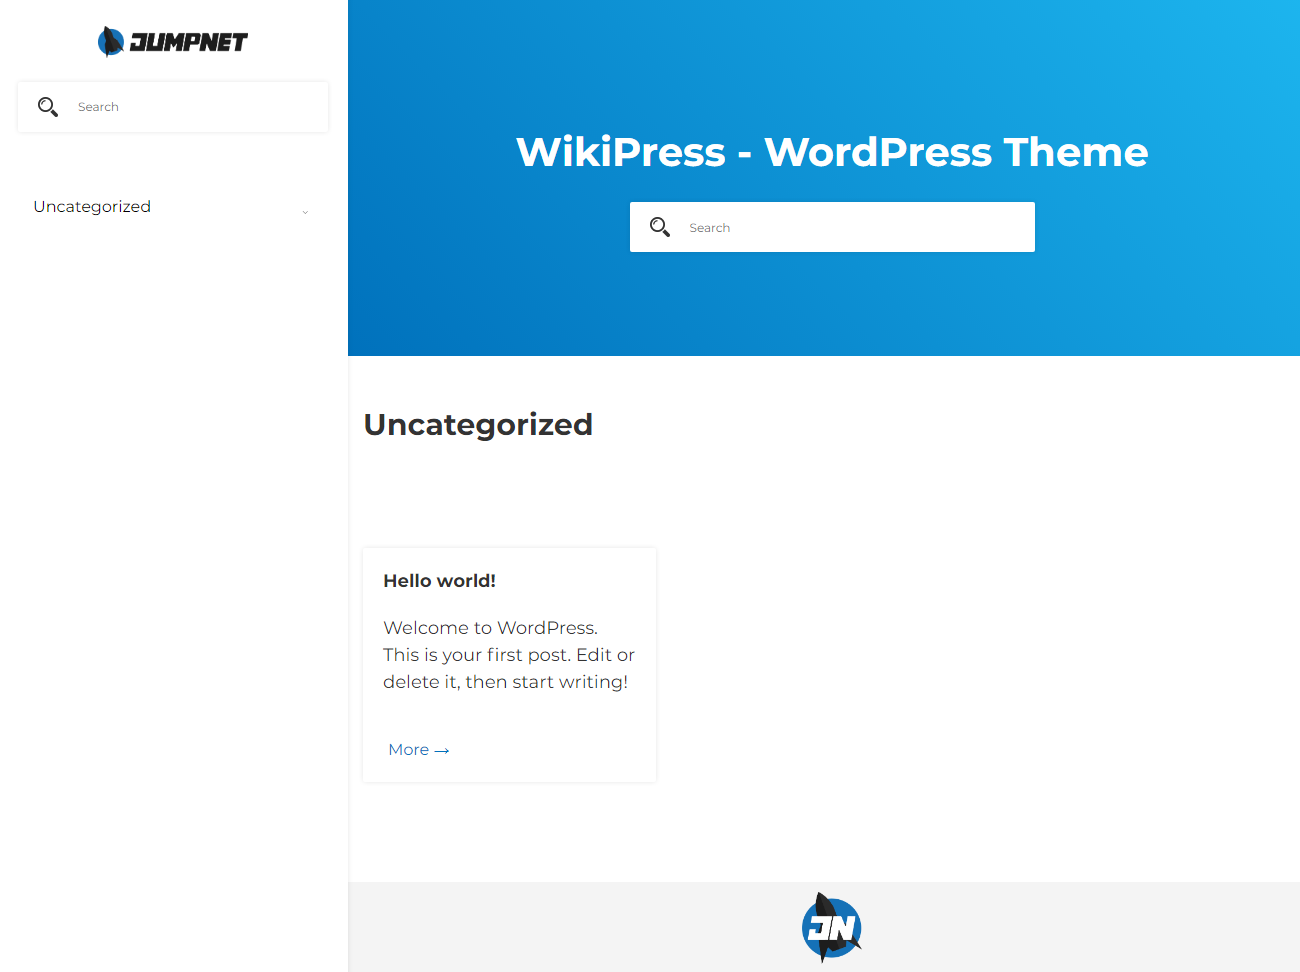 JUMPNET
Search
Uncategorized
WikiPress - WordPress Theme
Search
Uncategorized
Hello world!
Welcome to WordPress.
This is your first post. Edit or
delete it, then start writing!
More →
JN